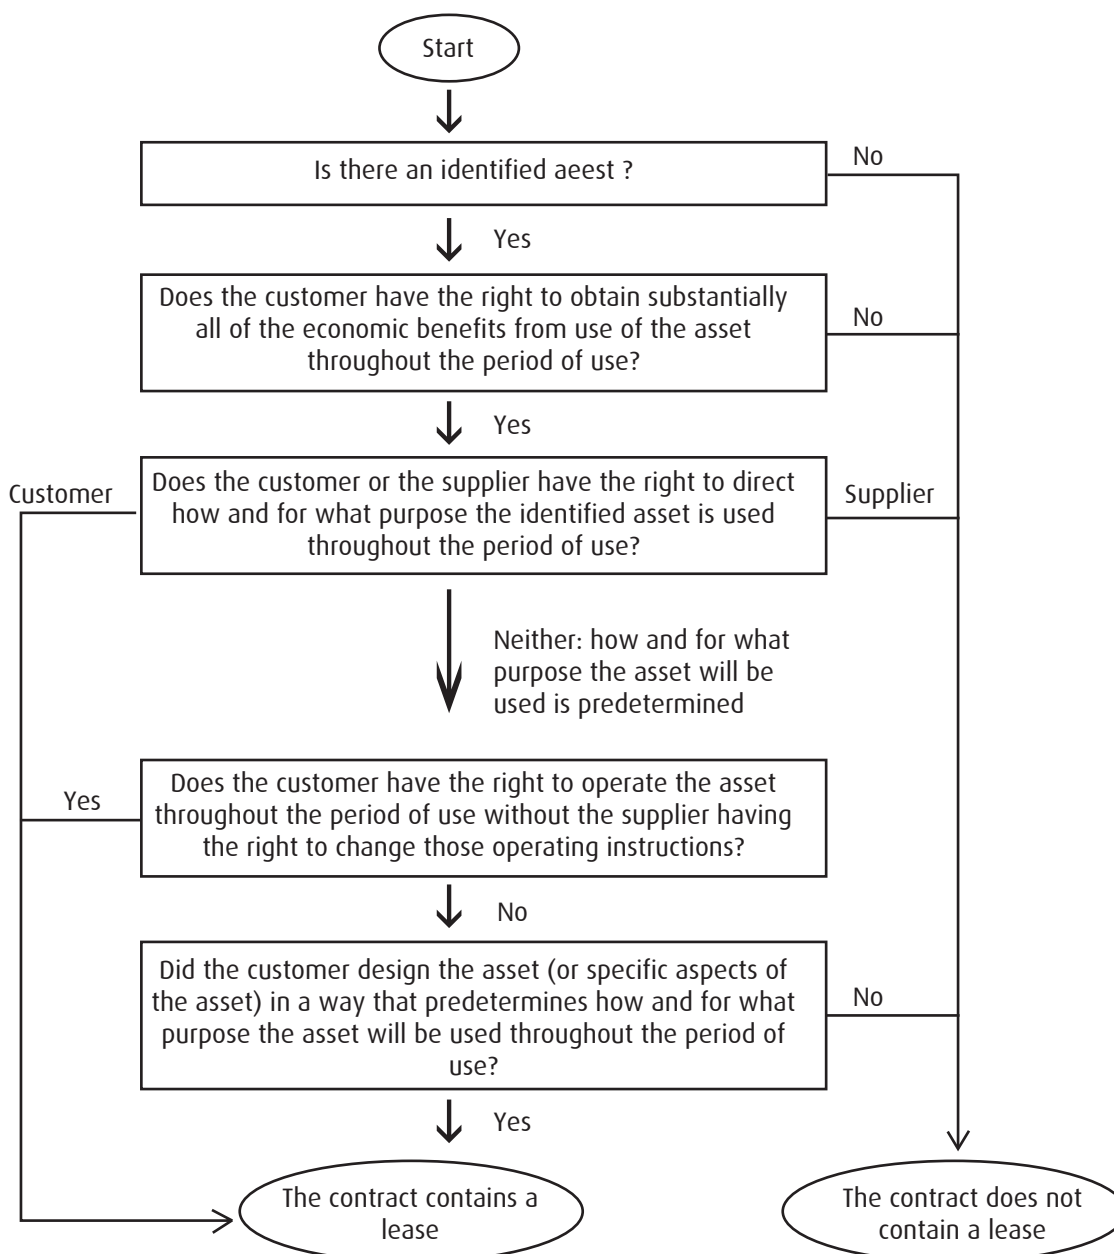 Start
Is there an identified aeest ?
No
Yes
Does the customer have the right to obtain substantially
all of the economic benefits from use of the asset
throughout the period of use?
No
Yes
Customer
Does the customer or the supplier have the right to direct
how and for what purpose the identified asset is used
throughout the period of use?
Supplier
Neither: how and for what
purpose the asset will be
used is predetermined
Yes
Does the customer have the right to operate the asset
throughout the period of use without the supplier having
the right to change those operating instructions?
No
Did the customer design the asset (or specific aspects of
the asset) in a way that predetermines how and for what
purpose the asset will be used throughout the period of
use?
No
Yes
The contract contains a
lease
The contract does not
contain a lease